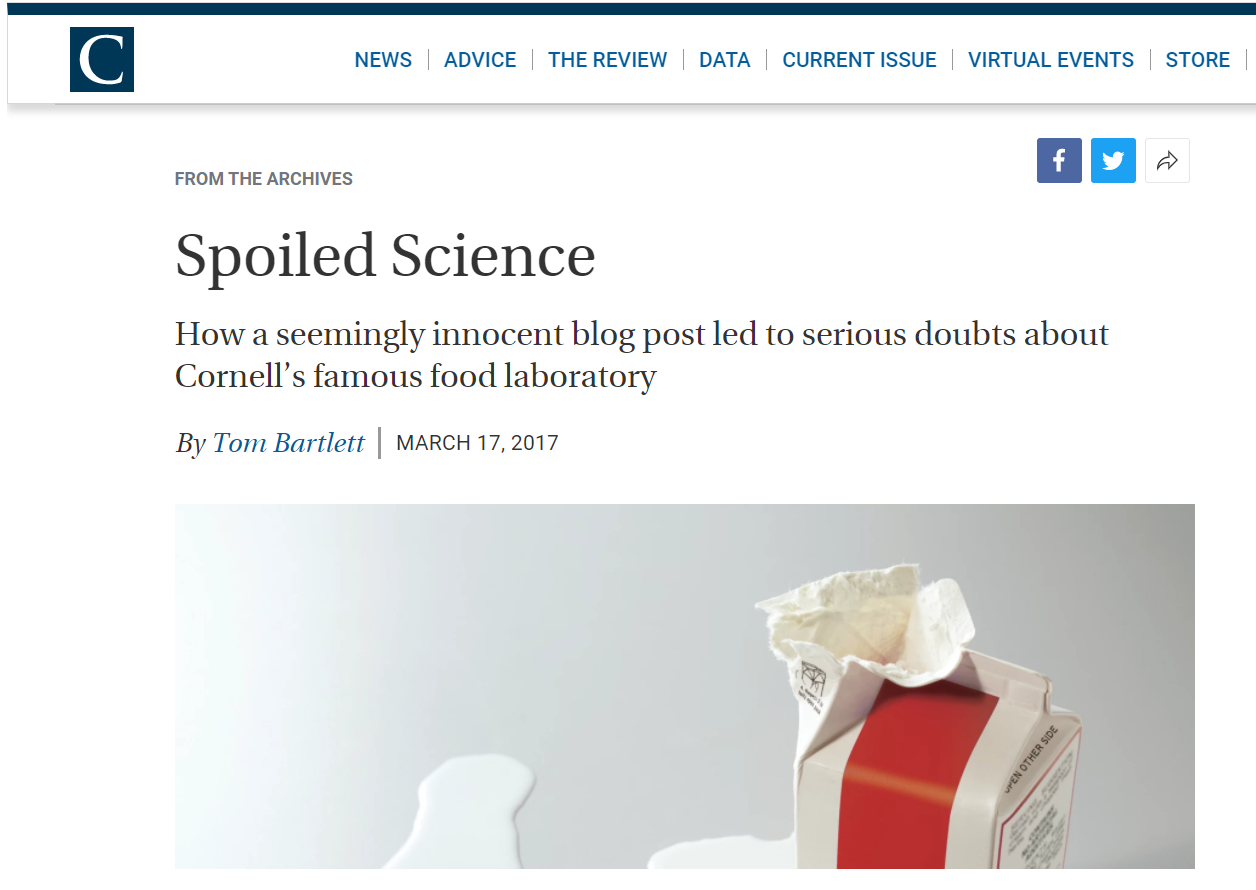 C
NEWS ADVICE THE REVIEW DATA CURRENT ISSUE VIRTUAL EVENTS STORE
FROM THE ARCHIVES
Spoiled Science
How a seemingly innocent blog post led to serious doubts about
Cornell’s famous food laboratory
By Tom Bartlett MARCH 17, 2017
OPEN OTHER SIDE